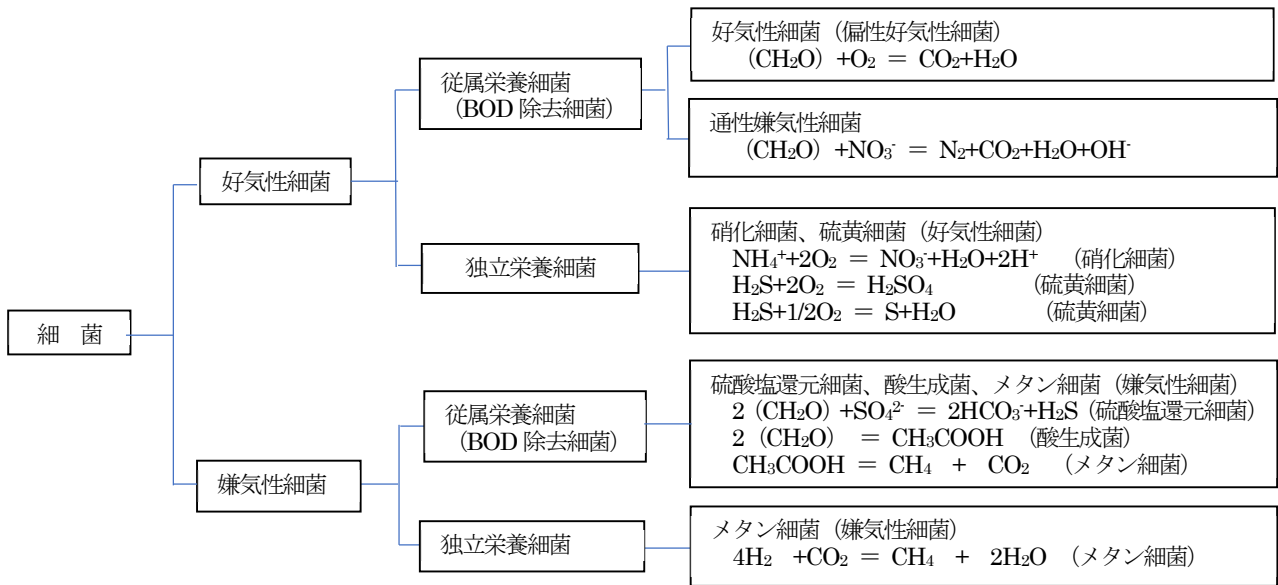 好気性細菌（偏性好気性細菌）
（CH₂O）+O₂ ＝ CO₂+H₂O
従属栄養細菌
（BOD 除去細菌）
通性嫌気性細菌
（CH₂O）+NO₃⁻ ＝ N₂+CO₂+H₂O+OH⁻
好気性細菌
硝化細菌、硫黄細菌（好気性細菌）
NH₄⁺+2O₂ ＝ NO₃⁻+H₂O+2H⁺ （硝化細菌）
H₂S+2O₂ ＝ H₂SO₄ （硫黄細菌）
H₂S+1/2O₂ ＝ S+H₂O （硫黄細菌）
独立栄養細菌
細 菌
硫酸塩還元細菌、酸生成菌、メタン細菌（嫌気性細菌）
2（CH₂O）+SO₄²⁻ ＝ 2HCO₃⁻+H₂S（硫酸塩還元細菌）
2（CH₂O） ＝ CH₃COOH （酸生成菌）
CH₃COOH ＝ CH₄ + CO₂ （メタン細菌）
従属栄養細菌
（BOD 除去細菌）
嫌気性細菌
独立栄養細菌
メタン細菌（嫌気性細菌）
4H₂ +CO₂ ＝ CH₄ + 2H₂O （メタン細菌）